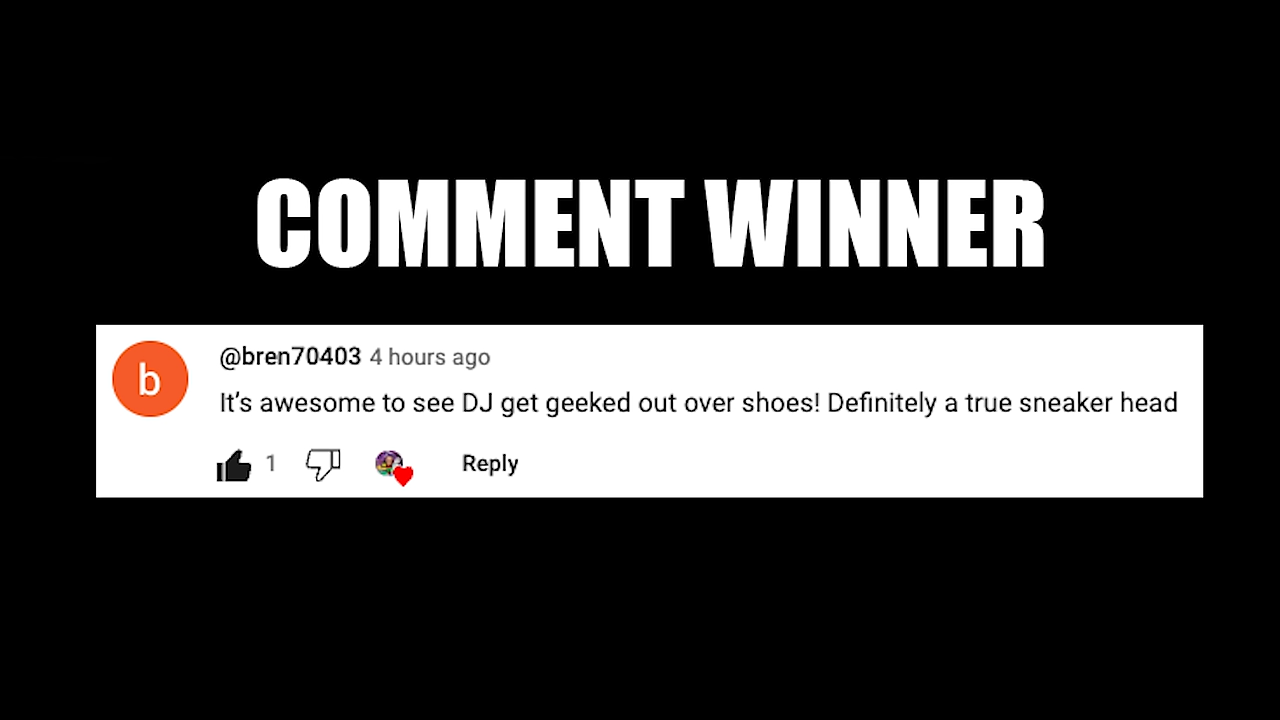 COMMENT WINNER
b
@bren70403 4 hours ago
It’s awesome to see DJ get geeked out over shoes! Definitely a true sneaker head
1 Reply